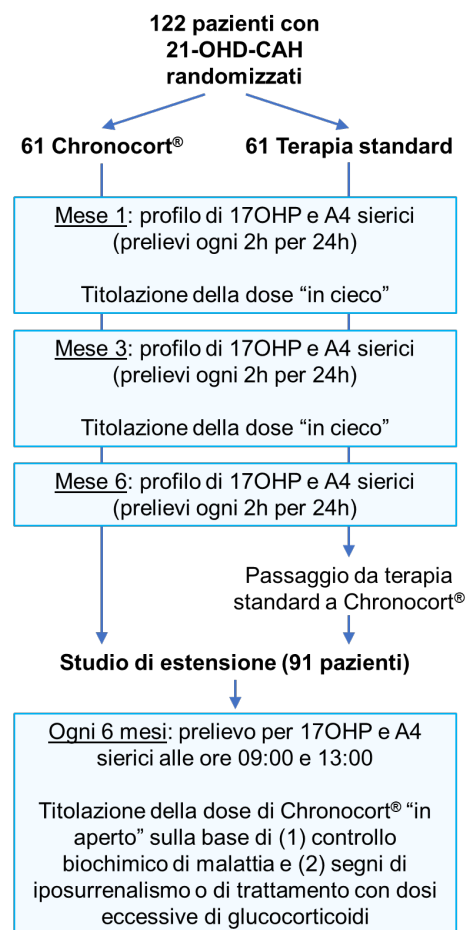 122 pazienti con
21-OHD-CAH
randomizzati
61 Chronocort®
61 Terapia standard
Mese 1: profilo di 17OHP e A4 sierici
(prelievi ogni 2h per 24h)
Titolazione della dose “in cieco”
Mese 3: profilo di 17OHP e A4 sierici
(prelievi ogni 2h per 24h)
Titolazione della dose “in cieco”
Mese 6: profilo di 17OHP e A4 sierici
(prelievi ogni 2h per 24h)
Passaggio da terapia
standard a Chronocort®
Studio di estensione (91 pazienti)
Ogni 6 mesi: prelievo per 17OHP e A4
sierici alle ore 09:00 e 13:00
Titolazione della dose di Chronocort® “in
aperto” sulla base di (1) controllo
biochimico di malattia e (2) segni di
iposurrenalismo o di trattamento con dosi
eccessive di glucocorticoidi